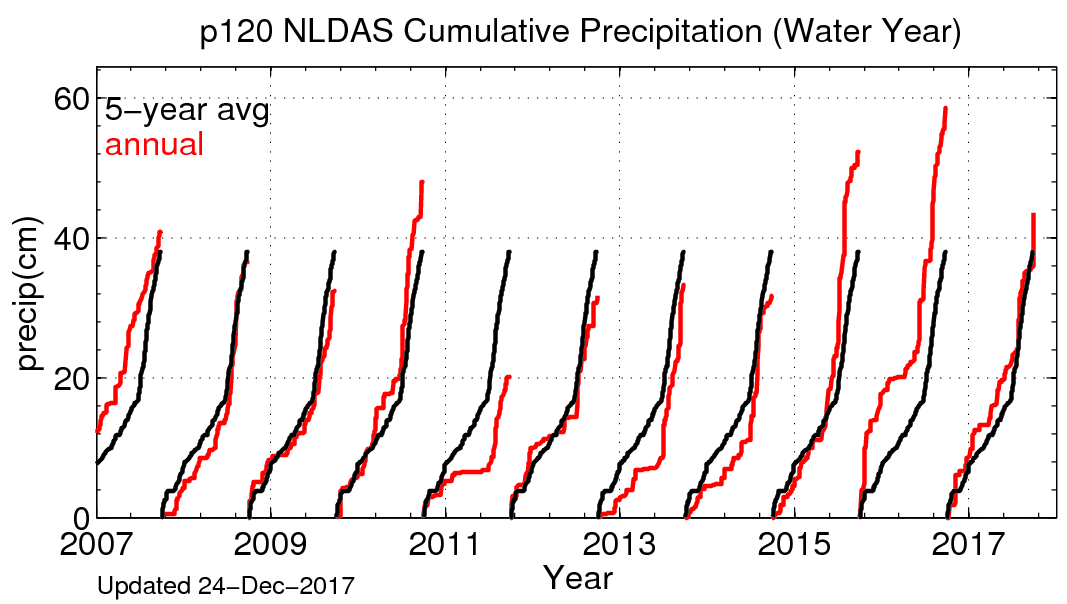 p120 NLDAS Cumulative Precipitation (Water Year)
60
5−year avg
annual
40
precip(cm)
20
0
2007 2009 2011 2013 2015 2017
Year
Updated 24−Dec−2017